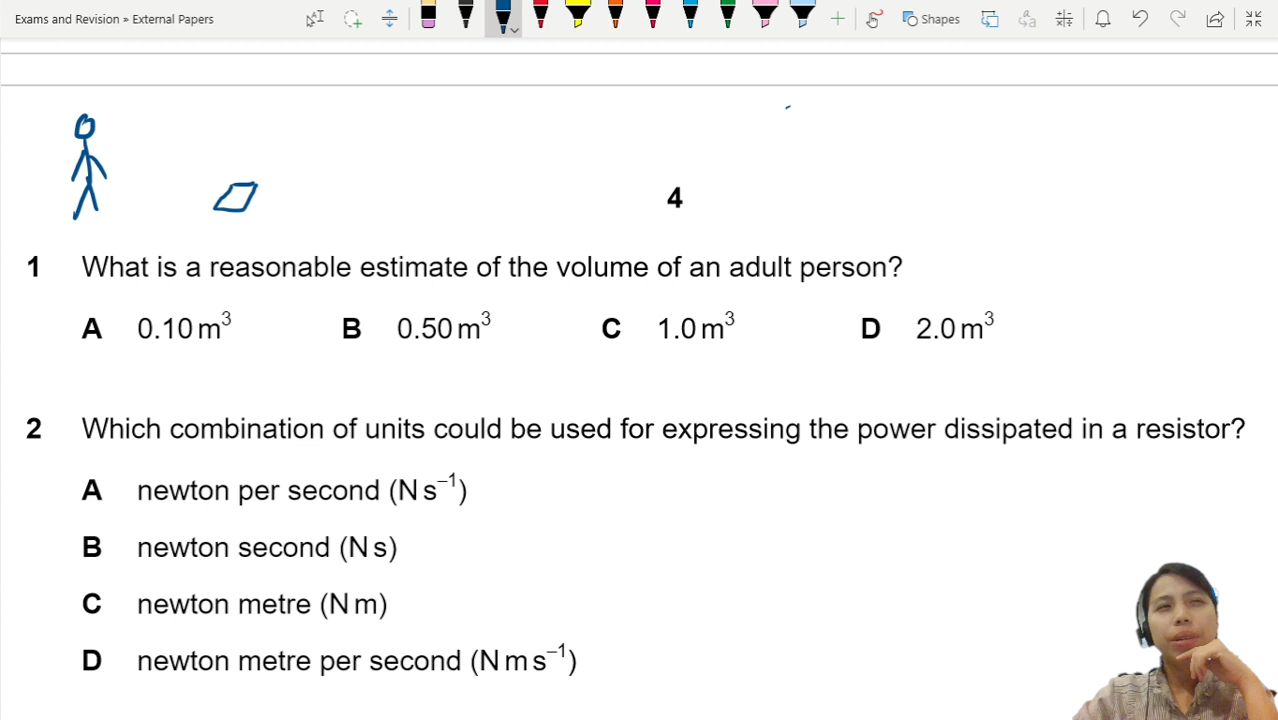 Exams and Revision » External Papers
Shapes
4
1 What is a reasonable estimate of the volume of an adult person?
A 0.10 m³ B 0.50 m³ C 1.0 m³ D 2.0 m³
2 Which combination of units could be used for expressing the power dissipated in a resistor?
A newton per second (N s⁻¹)
B newton second (N s)
C newton metre (N m)
D newton metre per second (N m s⁻¹)